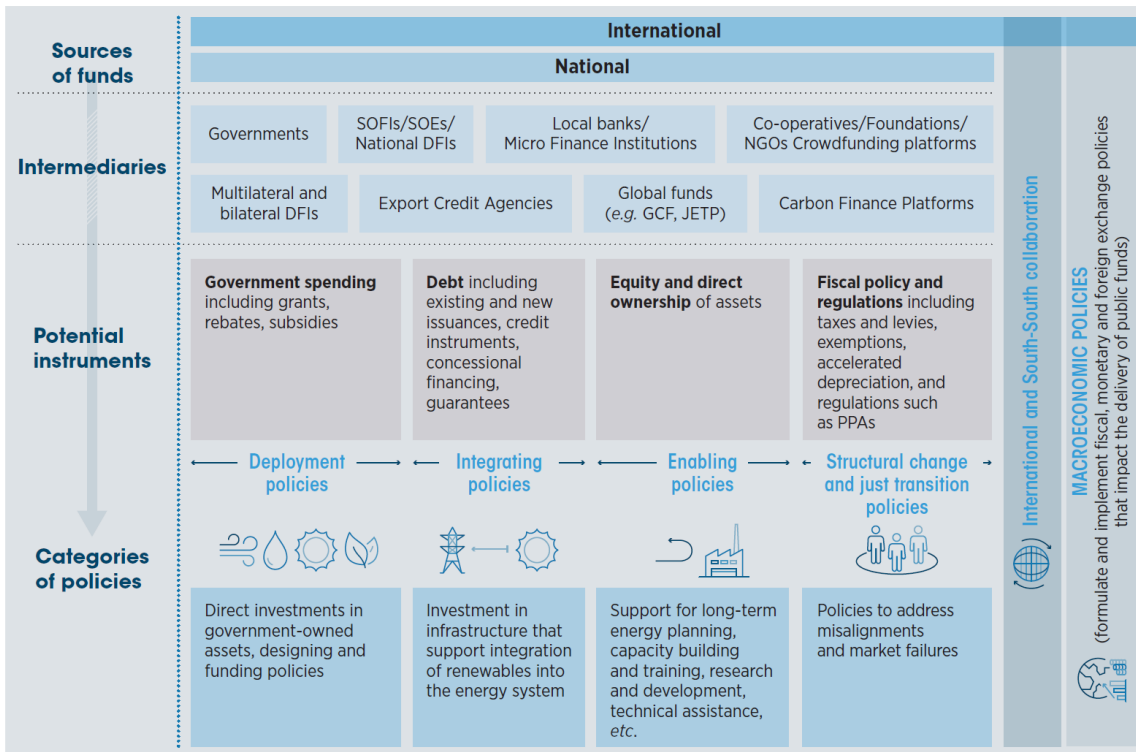 Sources
of funds
International
National
Intermediaries
Governments
SOFIs/SOEs/
National DFIs
Local banks/
Micro Finance Institutions
Co-operatives/Foundations/
NGOs Crowdfunding platforms
Multilateral and
bilateral DFIs
Export Credit Agencies
Global funds
(e.g. GCF, JETP)
Carbon Finance Platforms
Potential
instruments
Government spending
including grants,
rebates, subsidies
Debt including
existing and new
issuances, credit
instruments,
concessional
financing,
guarantees
Equity and direct
ownership of assets
Fiscal policy and
regulations including
taxes and levies,
exemptions,
accelerated
depreciation, and
regulations such
as PPAs
Categories
of policies
Deployment
policies
Integrating
policies
Enabling
policies
Structural change
and just transition
policies
Direct investments in
government-owned
assets, designing and
funding policies
Investment in
infrastructure that
support integration
of renewables into
the energy system
Support for long-term
energy planning,
capacity building
and training, research
and development,
technical assistance,
etc.
Policies to address
misalignments
and market failures
International and South-South collaboration
MACROECONOMIC POLICIES
(formulate and implement fiscal, monetary and foreign exchange policies
that impact the delivery of public funds)